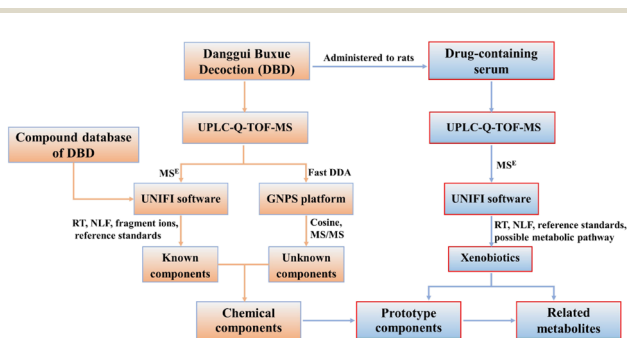 Danggui Buxue
Decoction (DBD)
Administered to rats
Drug-containing
serum
UPLC-Q-TOF-MS
UPLC-Q-TOF-MS
Compound database
of DBD
MSᴱ
Fast DDA
MSᴱ
UNIFI software
GNPS platform
UNIFI software
RT, NLF, fragment ions,
reference standards
Cosine,
MS/MS
RT, NLF, reference standards,
possible metabolic pathway
Known
components
Unknown
components
Xenobiotics
Chemical
components
Prototype
components
Related
metabolites